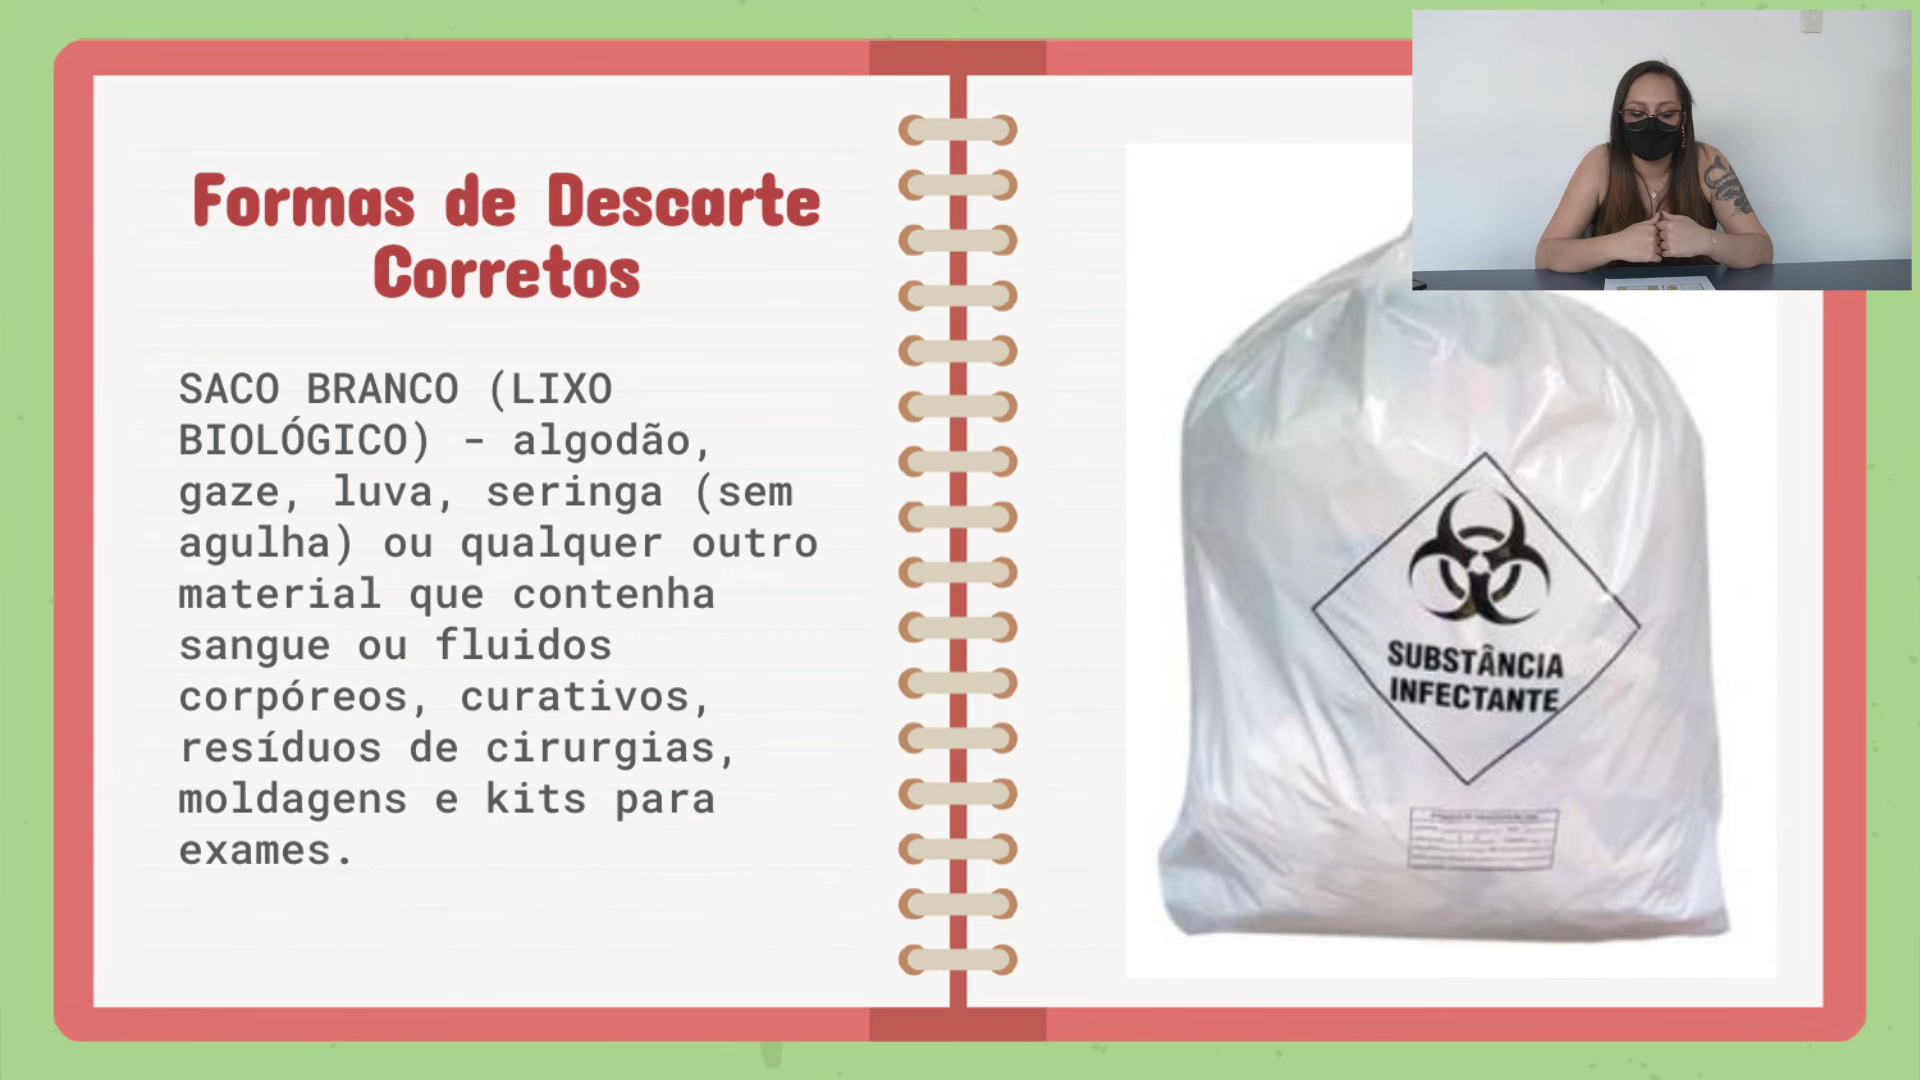 Formas de Descarte
Corretos
SACO BRANCO (LIXO
BIOLÓGICO) - algodão,
gaze, luva, seringa (sem
agulha) ou qualquer outro
material que contenha
sangue ou fluidos
corpóreos, curativos,
resíduos de cirurgias,
moldagens e kits para
exames.
SUBSTÂNCIA
INFECTANTE